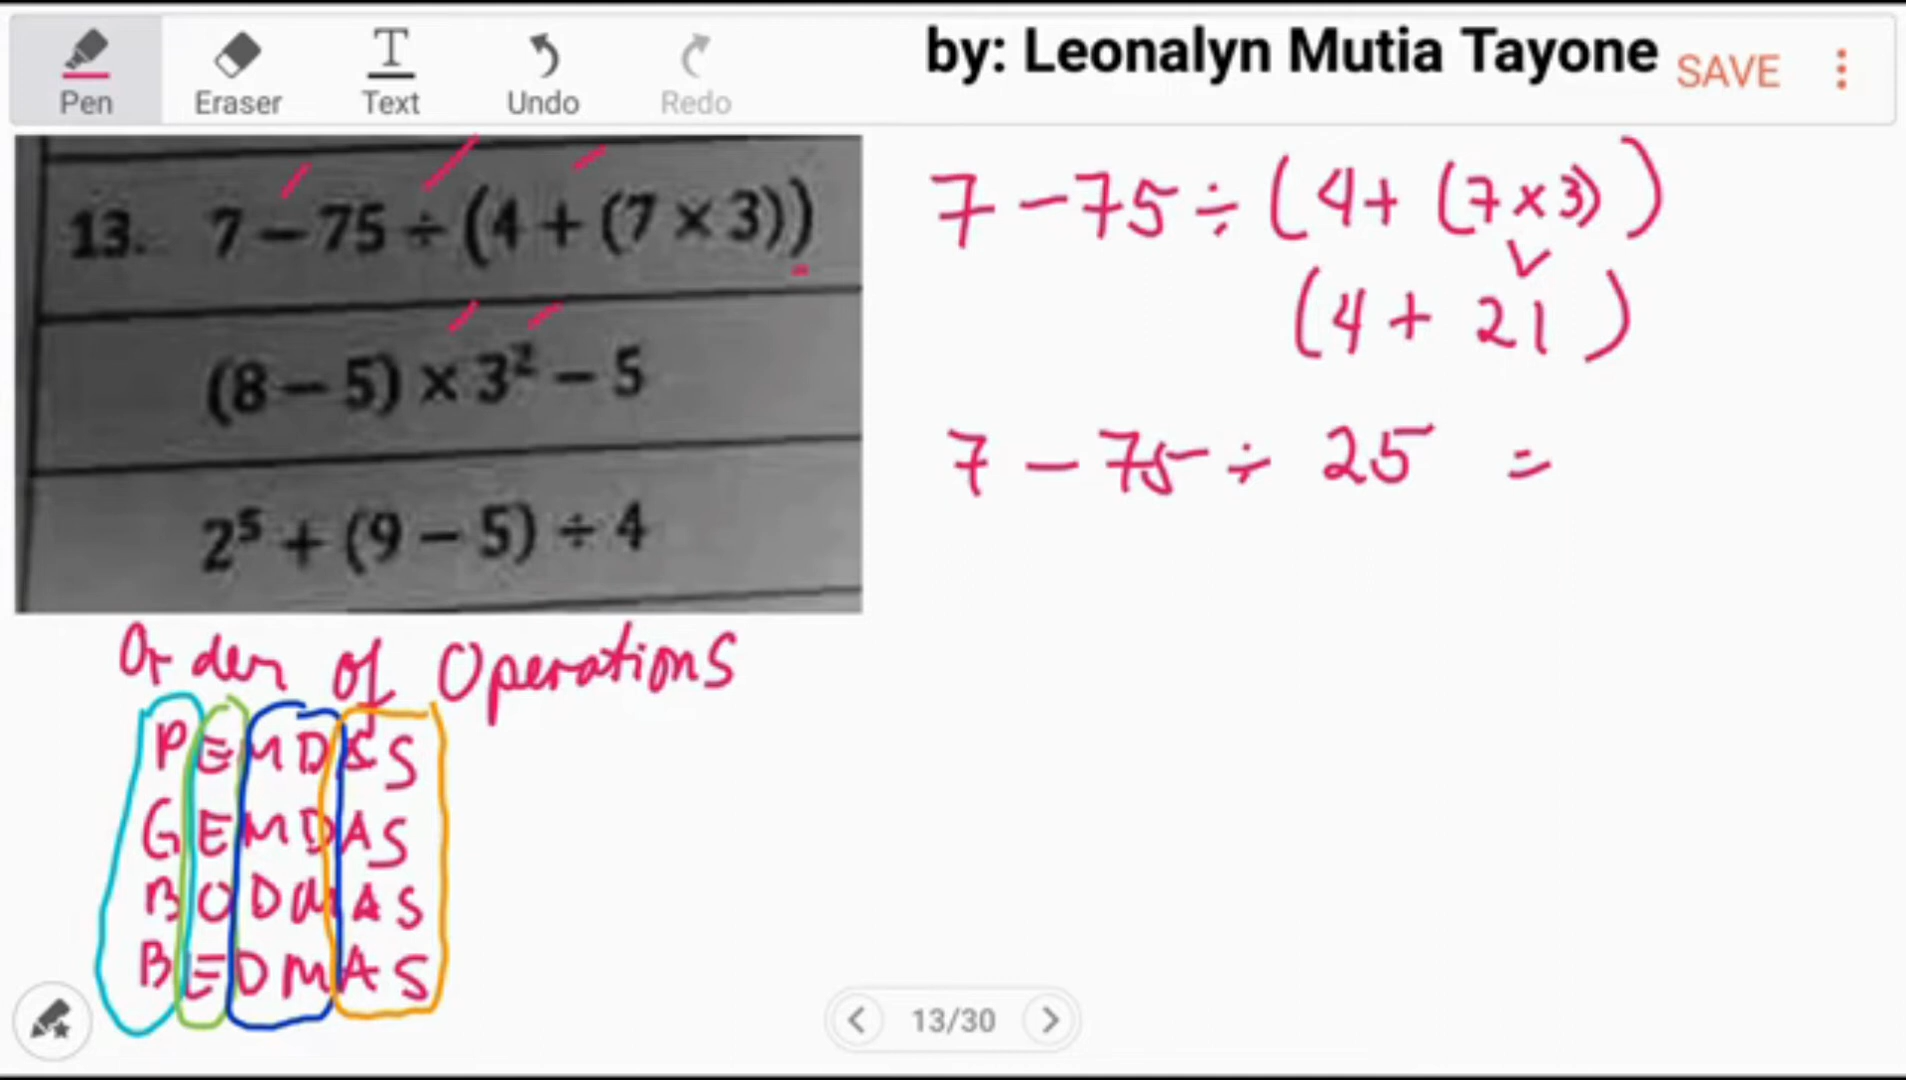 Pen Eraser Text Undo Redo
by: Leonalyn Mutia Tayone SAVE
13. 7 − 75 ÷ (4 + (7 × 3))
(8 − 5) × 3² − 5
2⁵ + (9 − 5) ÷ 4
7 − 75 ÷ (4 + (7 × 3))
(4 + 21)
7 − 75 ÷ 25 =
Order of Operations
PEMDAS
GEMDAS
BODMAS
BEDMAS
13/30